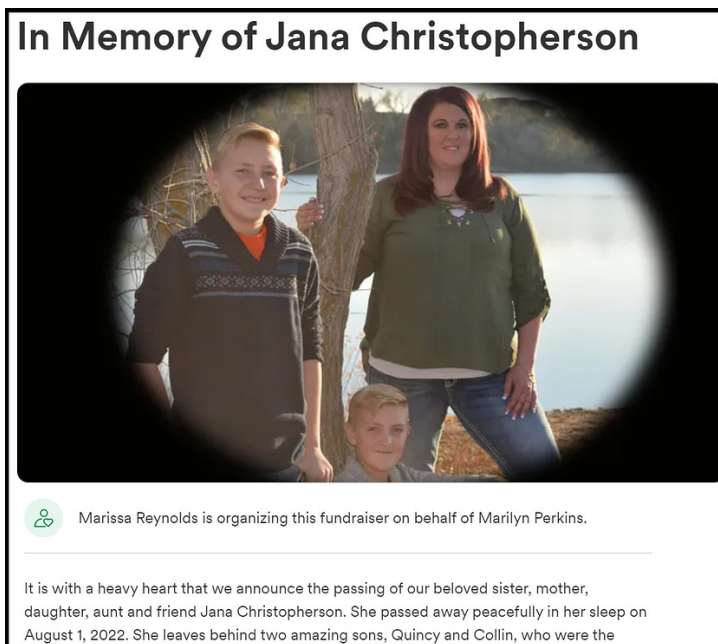 In Memory of Jana Christopherson
Marissa Reynolds is organizing this fundraiser on behalf of Marilyn Perkins.
It is with a heavy heart that we announce the passing of our beloved sister, mother,
daughter, aunt and friend Jana Christopherson. She passed away peacefully in her sleep on
August 1, 2022. She leaves behind two amazing sons, Quincy and Collin, who were the